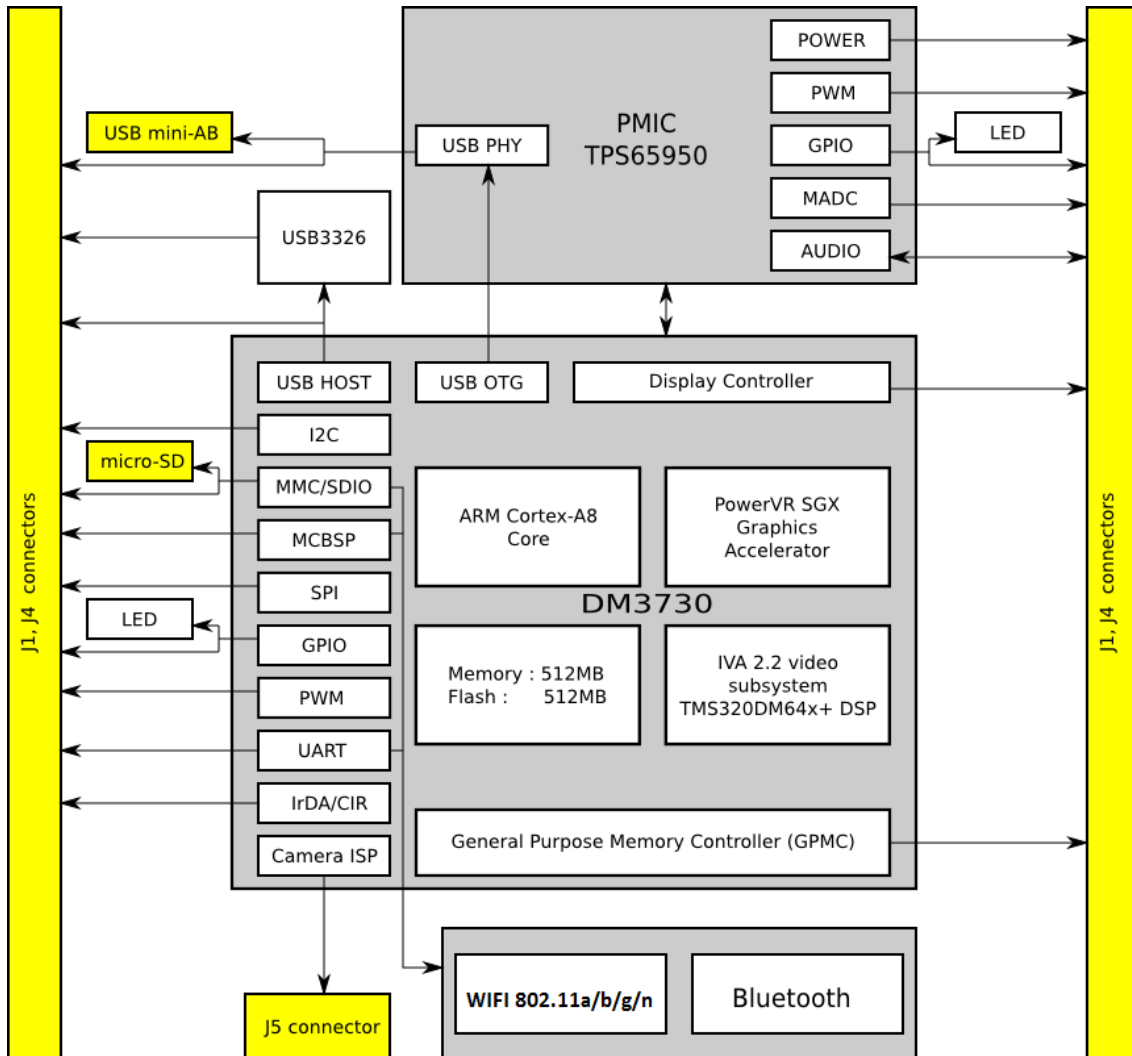 POWER
PWM
PMIC
TPS65950
USB mini-AB
USB PHY
GPIO
LED
MADC
USB3326
AUDIO
USB HOST
USB OTG
Display Controller
I2C
micro-SD
MMC/SDIO
ARM Cortex-A8
Core
PowerVR SGX
Graphics
Accelerator
MCBSP
SPI
DM3730
LED
GPIO
Memory : 512MB
Flash : 512MB
IVA 2.2 video
subsystem
TMS320DM64x+ DSP
PWM
UART
IrDA/CIR
General Purpose Memory Controller (GPMC)
Camera ISP
J1, J4 connectors
J1, J4 connectors
WIFI 802.11a/b/g/n
Bluetooth
J5 connector